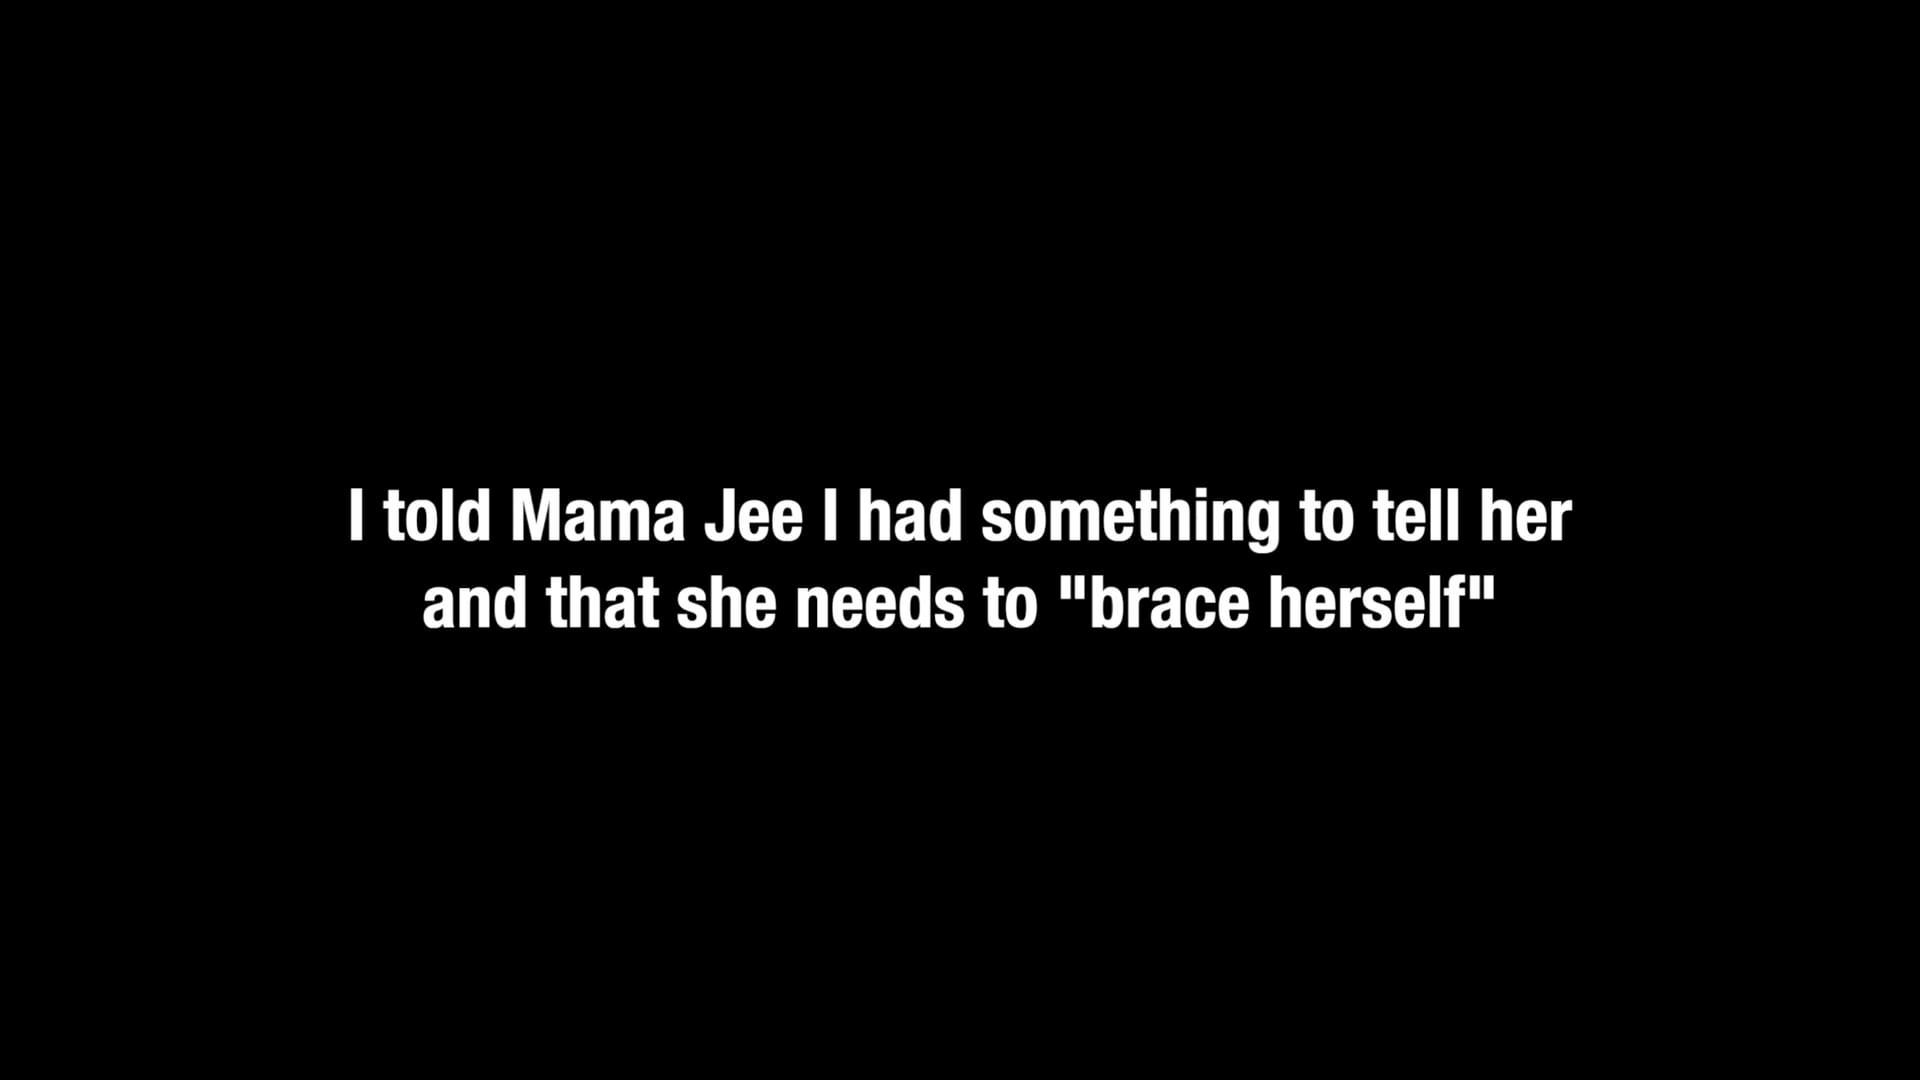 I told Mama Jee I had something to tell her
and that she needs to "brace herself"